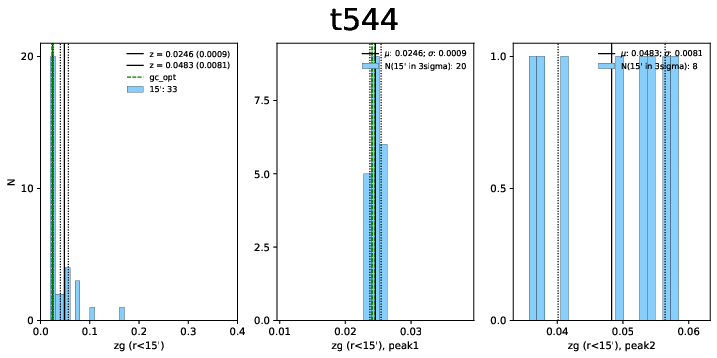 t544
z = 0.0246 (0.0009)
z = 0.0483 (0.0081)
gc_opt
15': 33
N
20
10
0
0.0 0.1 0.2 0.3 0.4
zg (r<15')
μ: 0.0246; σ: 0.0009
N(15' in 3sigma): 20
7.5
5.0
2.5
0.0
0.01 0.02 0.03
zg (r<15'), peak1
μ: 0.0483; σ: 0.0081
N(15' in 3sigma): 8
1.0
0.5
0.0
0.04 0.05 0.06
zg (r<15'), peak2